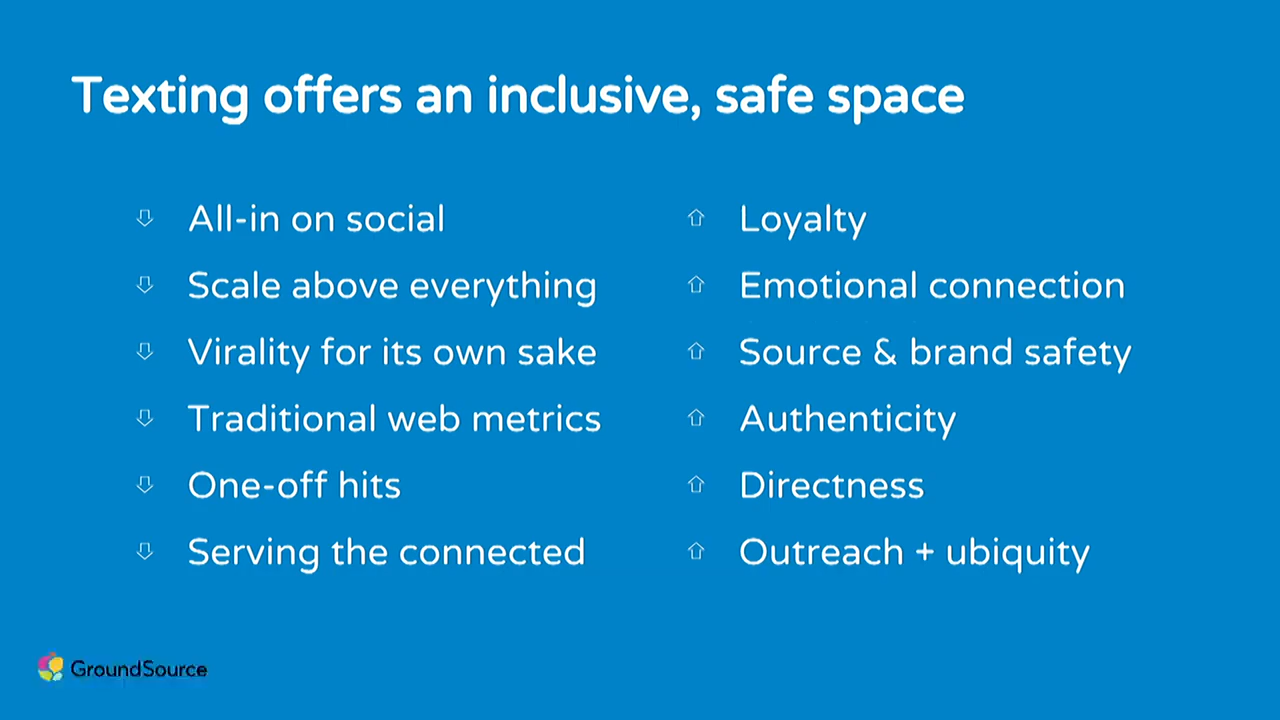 Texting offers an inclusive, safe space
All-in on social
Scale above everything
Virality for its own sake
Traditional web metrics
One-off hits
Serving the connected
Loyalty
Emotional connection
Source & brand safety
Authenticity
Directness
Outreach + ubiquity
GroundSource